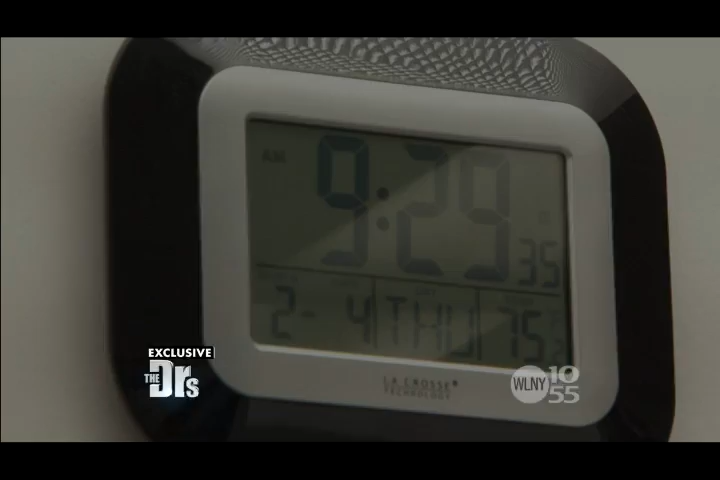 AM
9:29
35
2-4 THU 75
LA CROSSE
TECHNOLOGY
EXCLUSIVE
THE Drs
WLNY 10 55